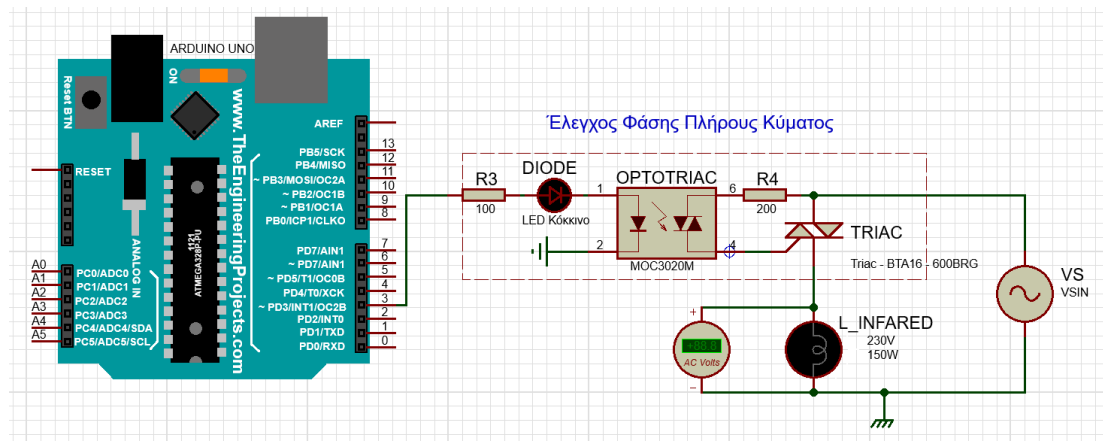 ARDUINO UNO
ON
Reset BTN
www.TheEngineeringProjects.com
AREF
RESET
PB5/SCK 13
PB4/MISO 12
~ PB3/MOSI/OC2A 11
~ PB2/OC1B 10
~ PB1/OC1A 9
PB0/ICP1/CLKO 8
1121
ATMEGA328P-PU
ANALOG IN
PD7/AIN1 7
~ PD7/AIN1 6
~ PD5/T1/OC0B 5
PD4/T0/XCK 4
~ PD3/INT1/OC2B 3
PD2/INT0 2
PD1/TXD 1
PD0/RXD 0
A0 PC0/ADC0
A1 PC1/ADC1
A2 PC2/ADC2
A3 PC3/ADC3
A4 PC4/ADC4/SDA
A5 PC5/ADC5/SCL
Έλεγχος Φάσης Πλήρους Κύματος
R3
100
DIODE
LED Κόκκινο
OPTOTRIAC
1
2
6
4
MOC3020M
R4
200
TRIAC
Triac - BTA16 - 600BRG
VS
VSIN
+
+88.8
AC Volts
−
L_INFARED
230V
150W